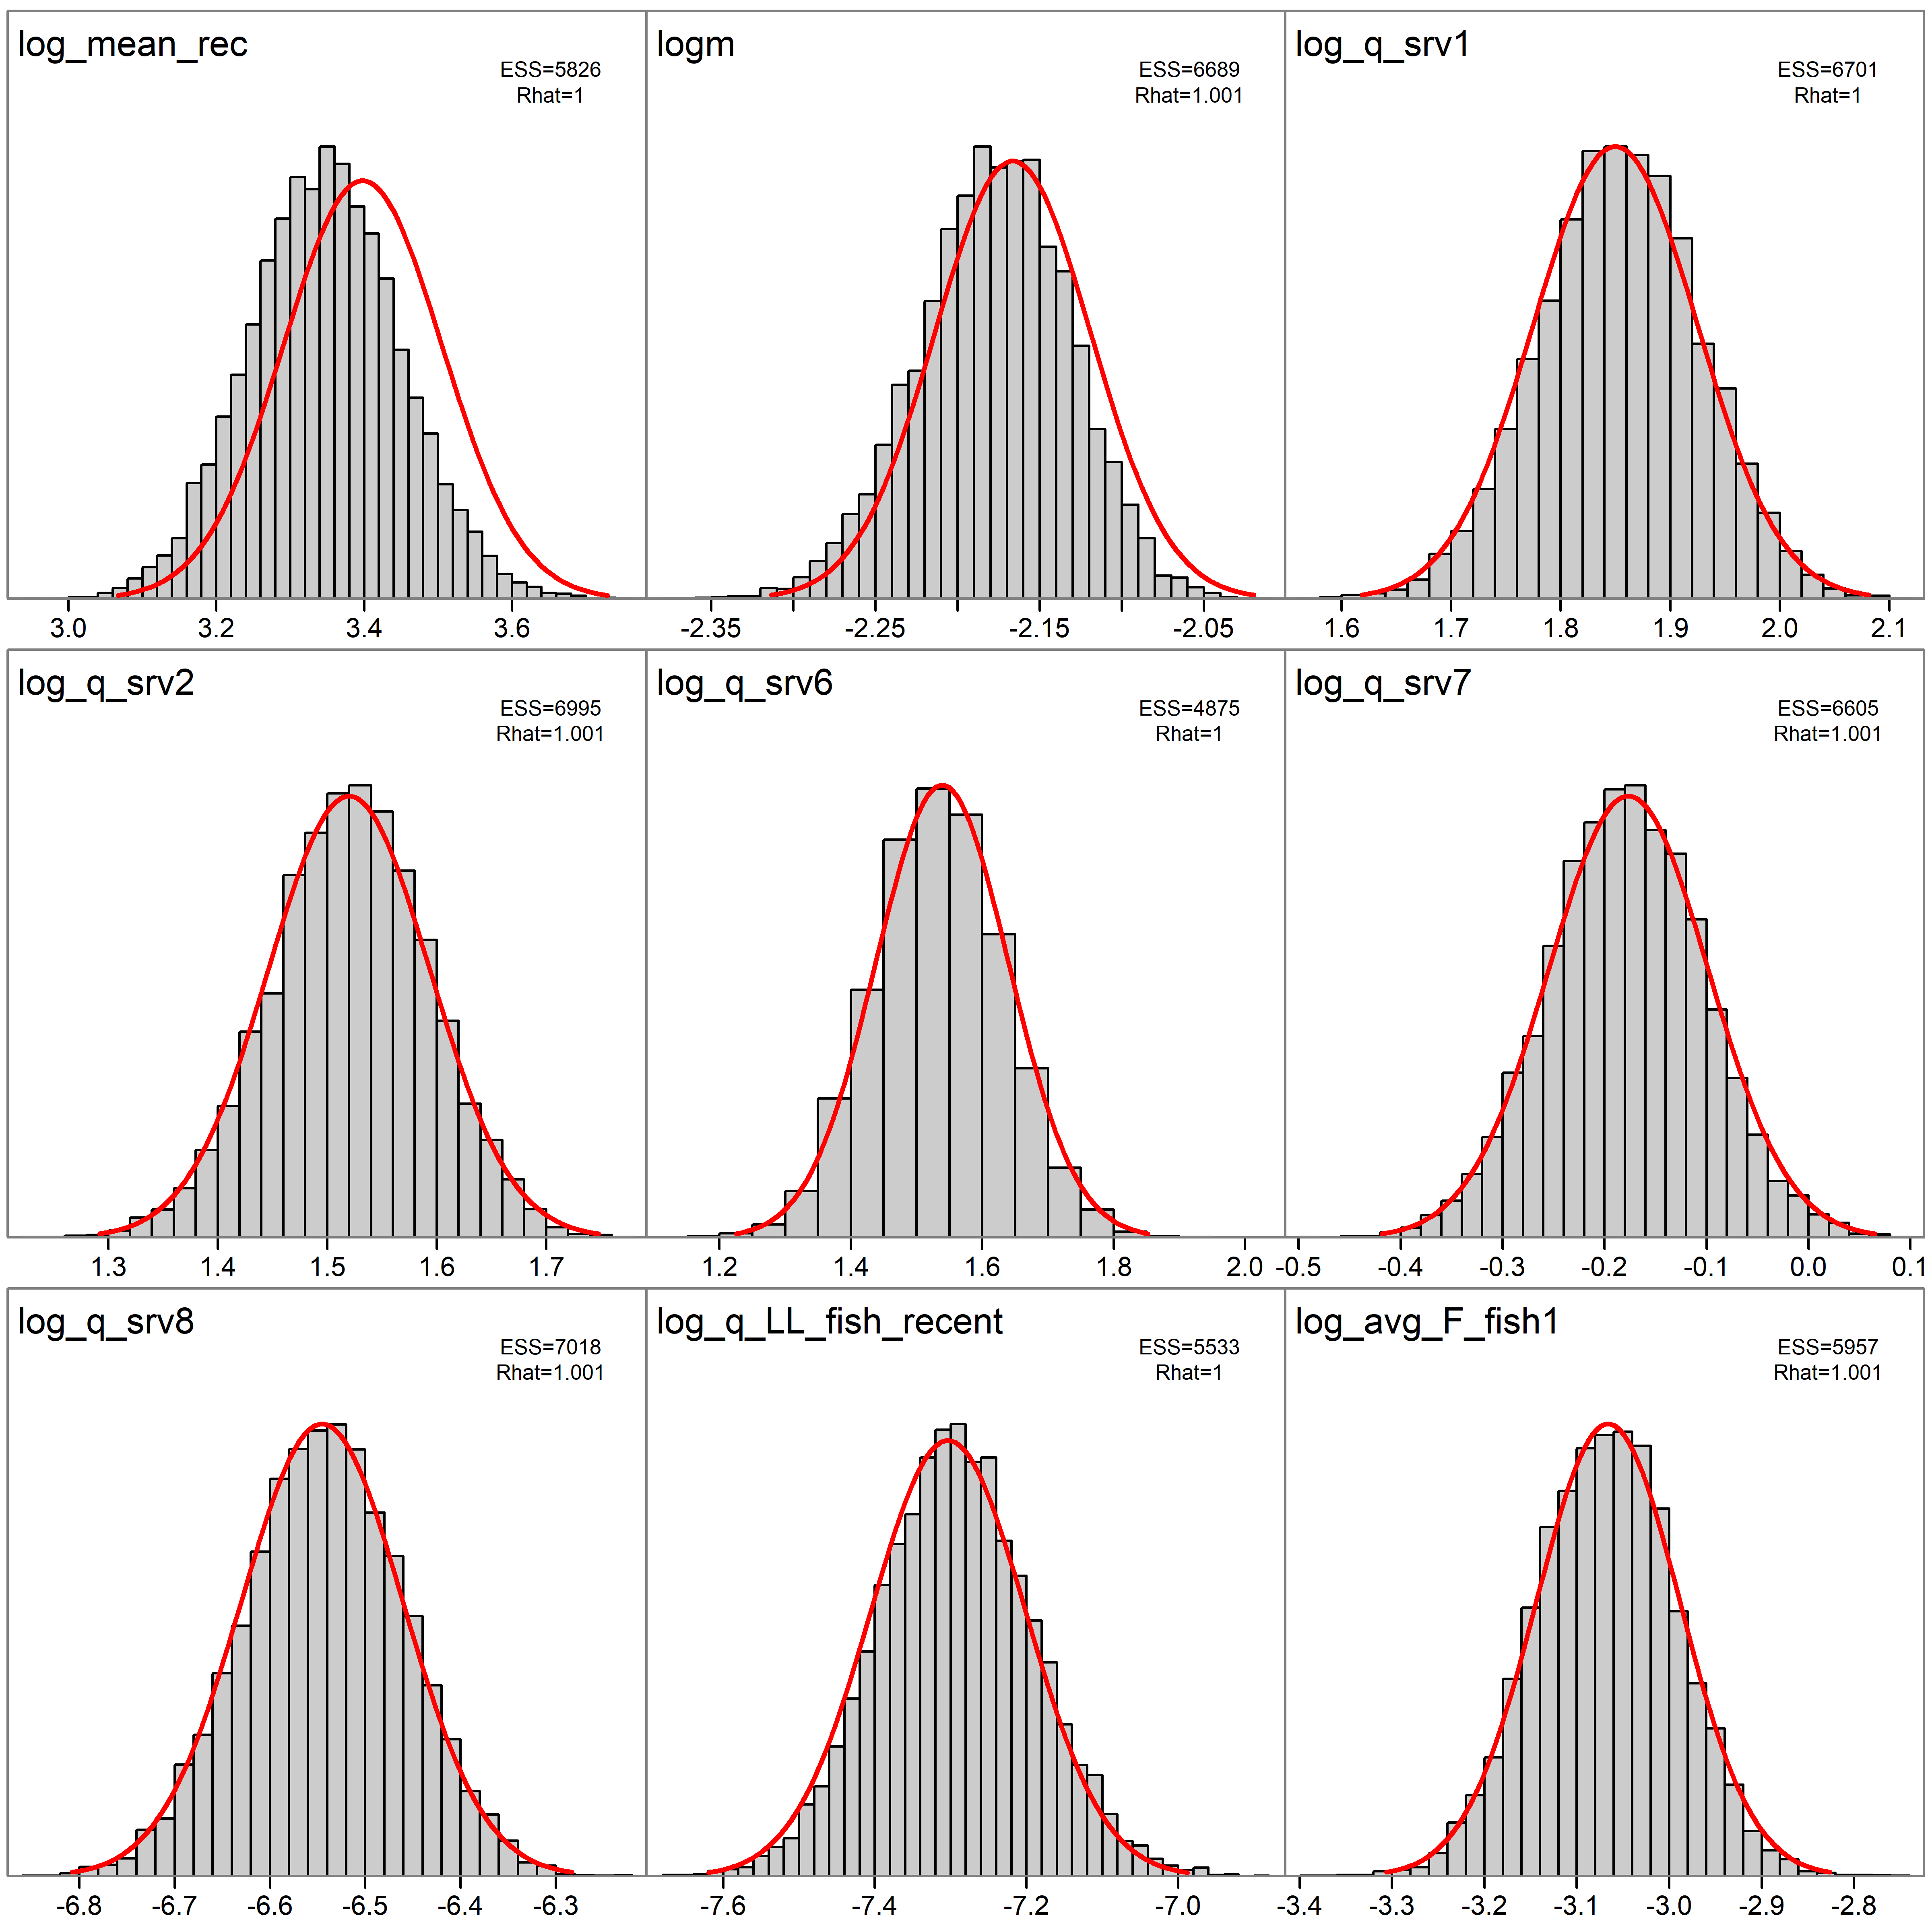 log_mean_rec
ESS=5826
Rhat=1
3.0 3.2 3.4 3.6
logm
ESS=6689
Rhat=1.001
-2.35 -2.25 -2.15 -2.05
log_q_srv1
ESS=6701
Rhat=1
1.6 1.7 1.8 1.9 2.0 2.1
log_q_srv2
ESS=6995
Rhat=1.001
1.3 1.4 1.5 1.6 1.7
log_q_srv6
ESS=4875
Rhat=1
1.2 1.4 1.6 1.8 2.0
log_q_srv7
ESS=6605
Rhat=1.001
-0.5 -0.4 -0.3 -0.2 -0.1 0.0 0.1
log_q_srv8
ESS=7018
Rhat=1.001
-6.8 -6.7 -6.6 -6.5 -6.4 -6.3
log_q_LL_fish_recent
ESS=5533
Rhat=1
-7.6 -7.4 -7.2 -7.0
log_avg_F_fish1
ESS=5957
Rhat=1.001
-3.4 -3.3 -3.2 -3.1 -3.0 -2.9 -2.8